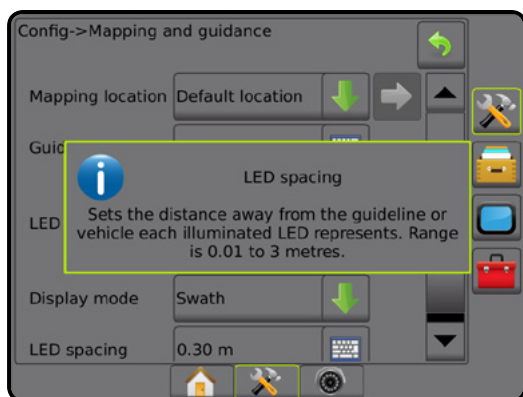 Config->Mapping and guidance
Mapping location Default location
LED spacing
Sets the distance away from the guideline or
vehicle each illuminated LED represents. Range
is 0.01 to 3 metres.
LED
Display mode Swath
LED spacing 0.30 m